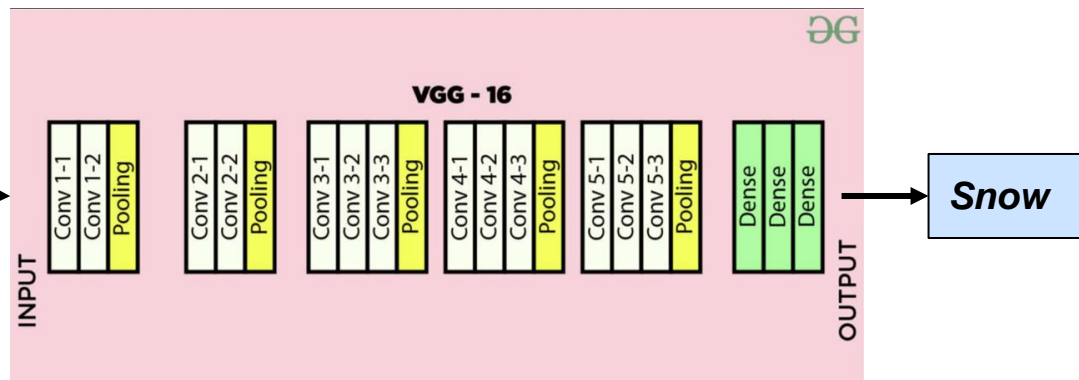 VGG - 16
INPUT
Conv 1-1
Conv 1-2
Pooling
Conv 2-1
Conv 2-2
Pooling
Conv 3-1
Conv 3-2
Conv 3-3
Pooling
Conv 4-1
Conv 4-2
Conv 4-3
Pooling
Conv 5-1
Conv 5-2
Conv 5-3
Pooling
Dense
Dense
Dense
OUTPUT
Snow